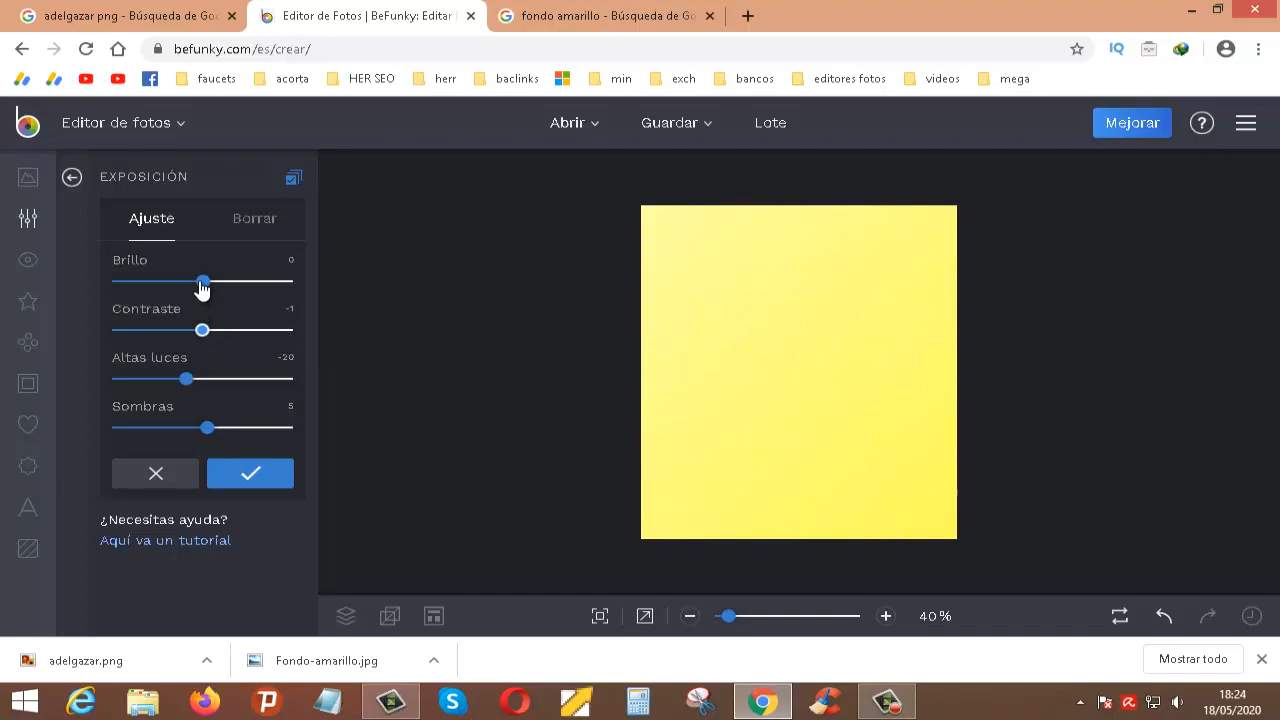 adelgazar png - Búsqueda de Goo
Editor de Fotos | BeFunky: Editar
fondo amarillo - Búsqueda de Go
befunky.com/es/crear/
IQ
faucets
acorta
HER SEO
herr
baclinks
min
exch
bancos
editores fotos
videos
mega
Editor de fotos
Abrir
Guardar
Lote
Mejorar
?
EXPOSICIÓN
Ajuste
Borrar
Brillo 0
Contraste -1
Altas luces -20
Sombras 5
¿Necesitas ayuda?
Aquí va un tutorial
40 %
adelgazar.png
Fondo-amarillo.jpg
Mostrar todo
18:24
18/05/2020